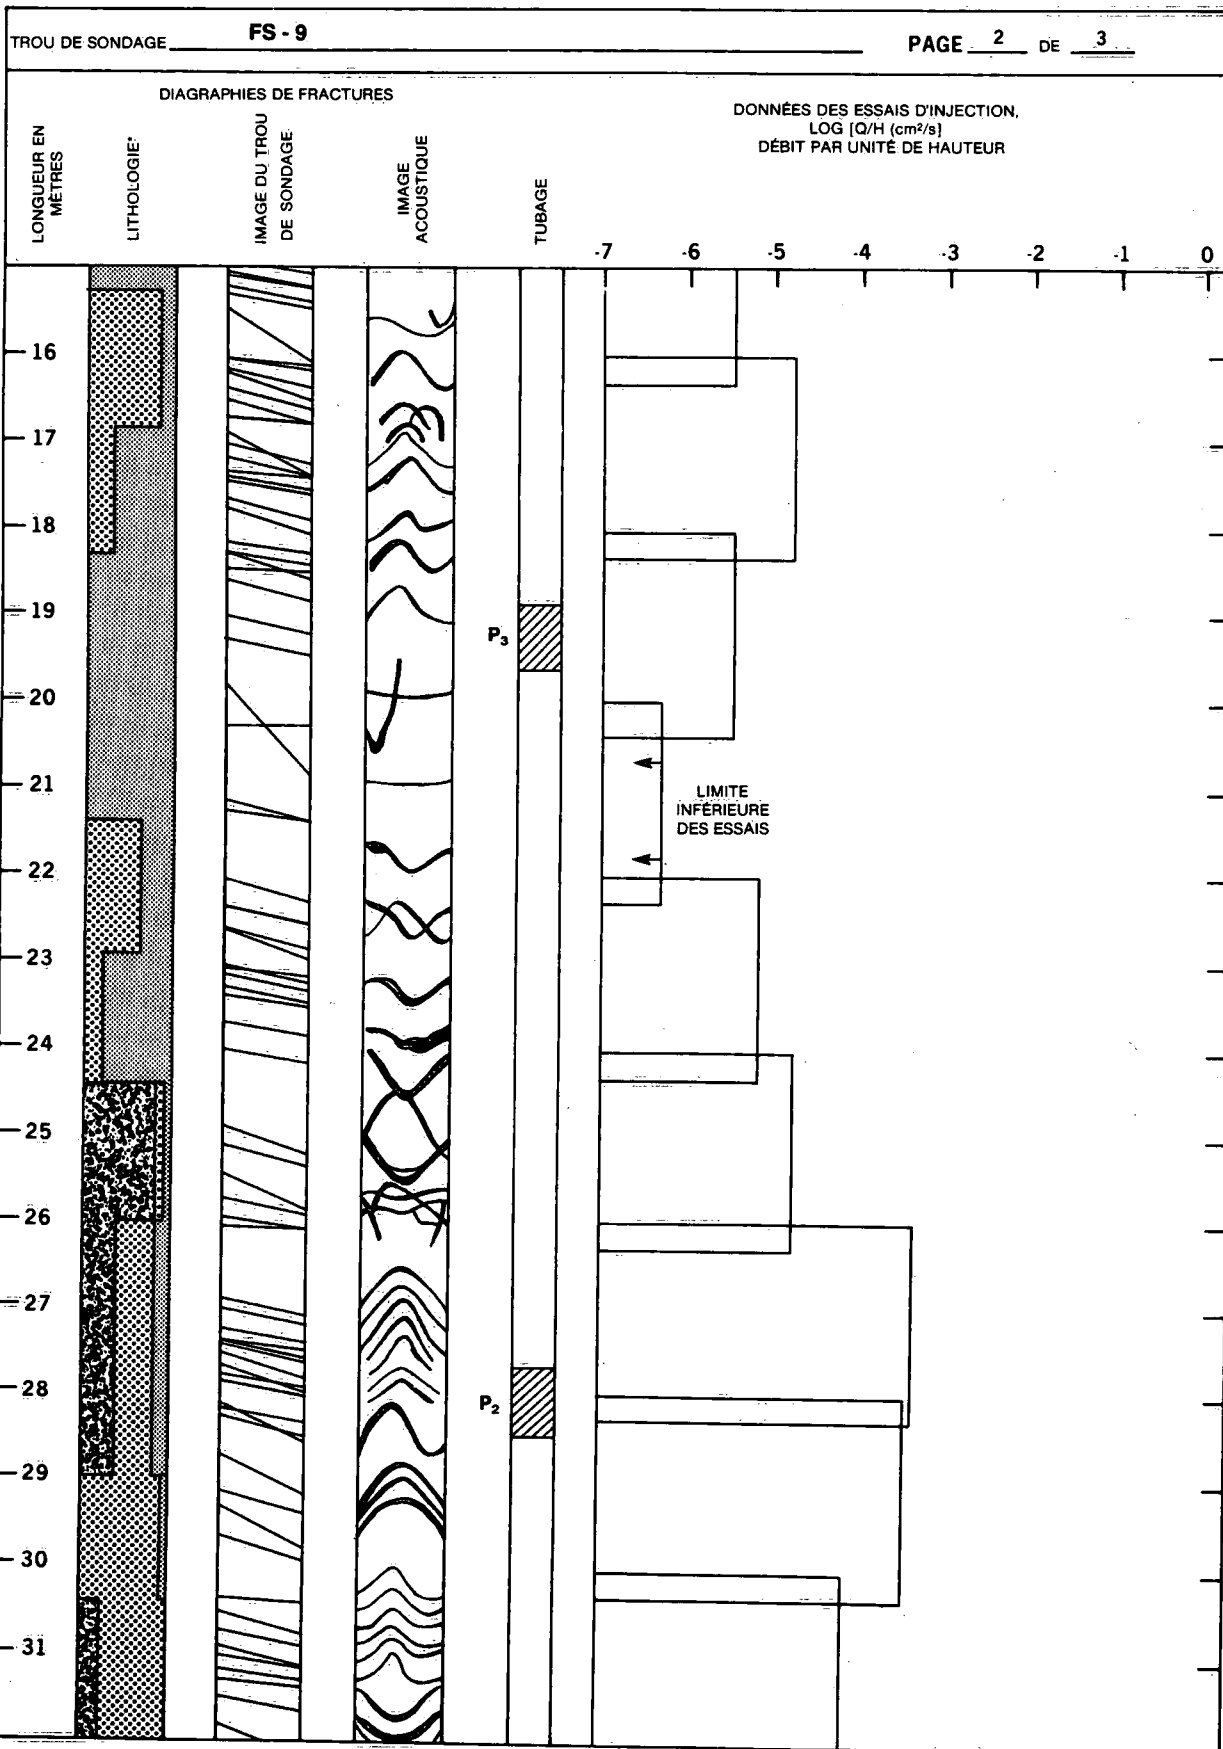 TROU DE SONDAGE FS - 9 PAGE 2 DE 3
DIAGRAPHIES DE FRACTURES
DONNÉES DES ESSAIS D'INJECTION,
LOG [Q/H (cm²/s]
DÉBIT PAR UNITÉ DE HAUTEUR
LONGUEUR EN
MÈTRES
LITHOLOGIE*
IMAGE DU TROU
DE SONDAGE
IMAGE
ACOUSTIQUE
TUBAGE
-7 -6 -5 -4 -3 -2 -1 0
16
17
18
19
P₃
20
21
LIMITE
INFÉRIEURE
DES ESSAIS
22
23
24
25
26
27
28
P₂
29
30
31